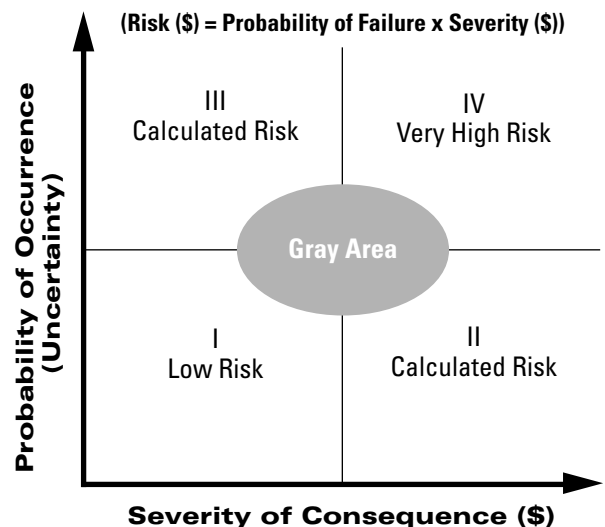 (Risk ($) = Probability of Failure x Severity ($))
III
Calculated Risk
IV
Very High Risk
Probability of Occurrence
(Uncertainty)
Gray Area
I
Low Risk
II
Calculated Risk
Severity of Consequence ($)